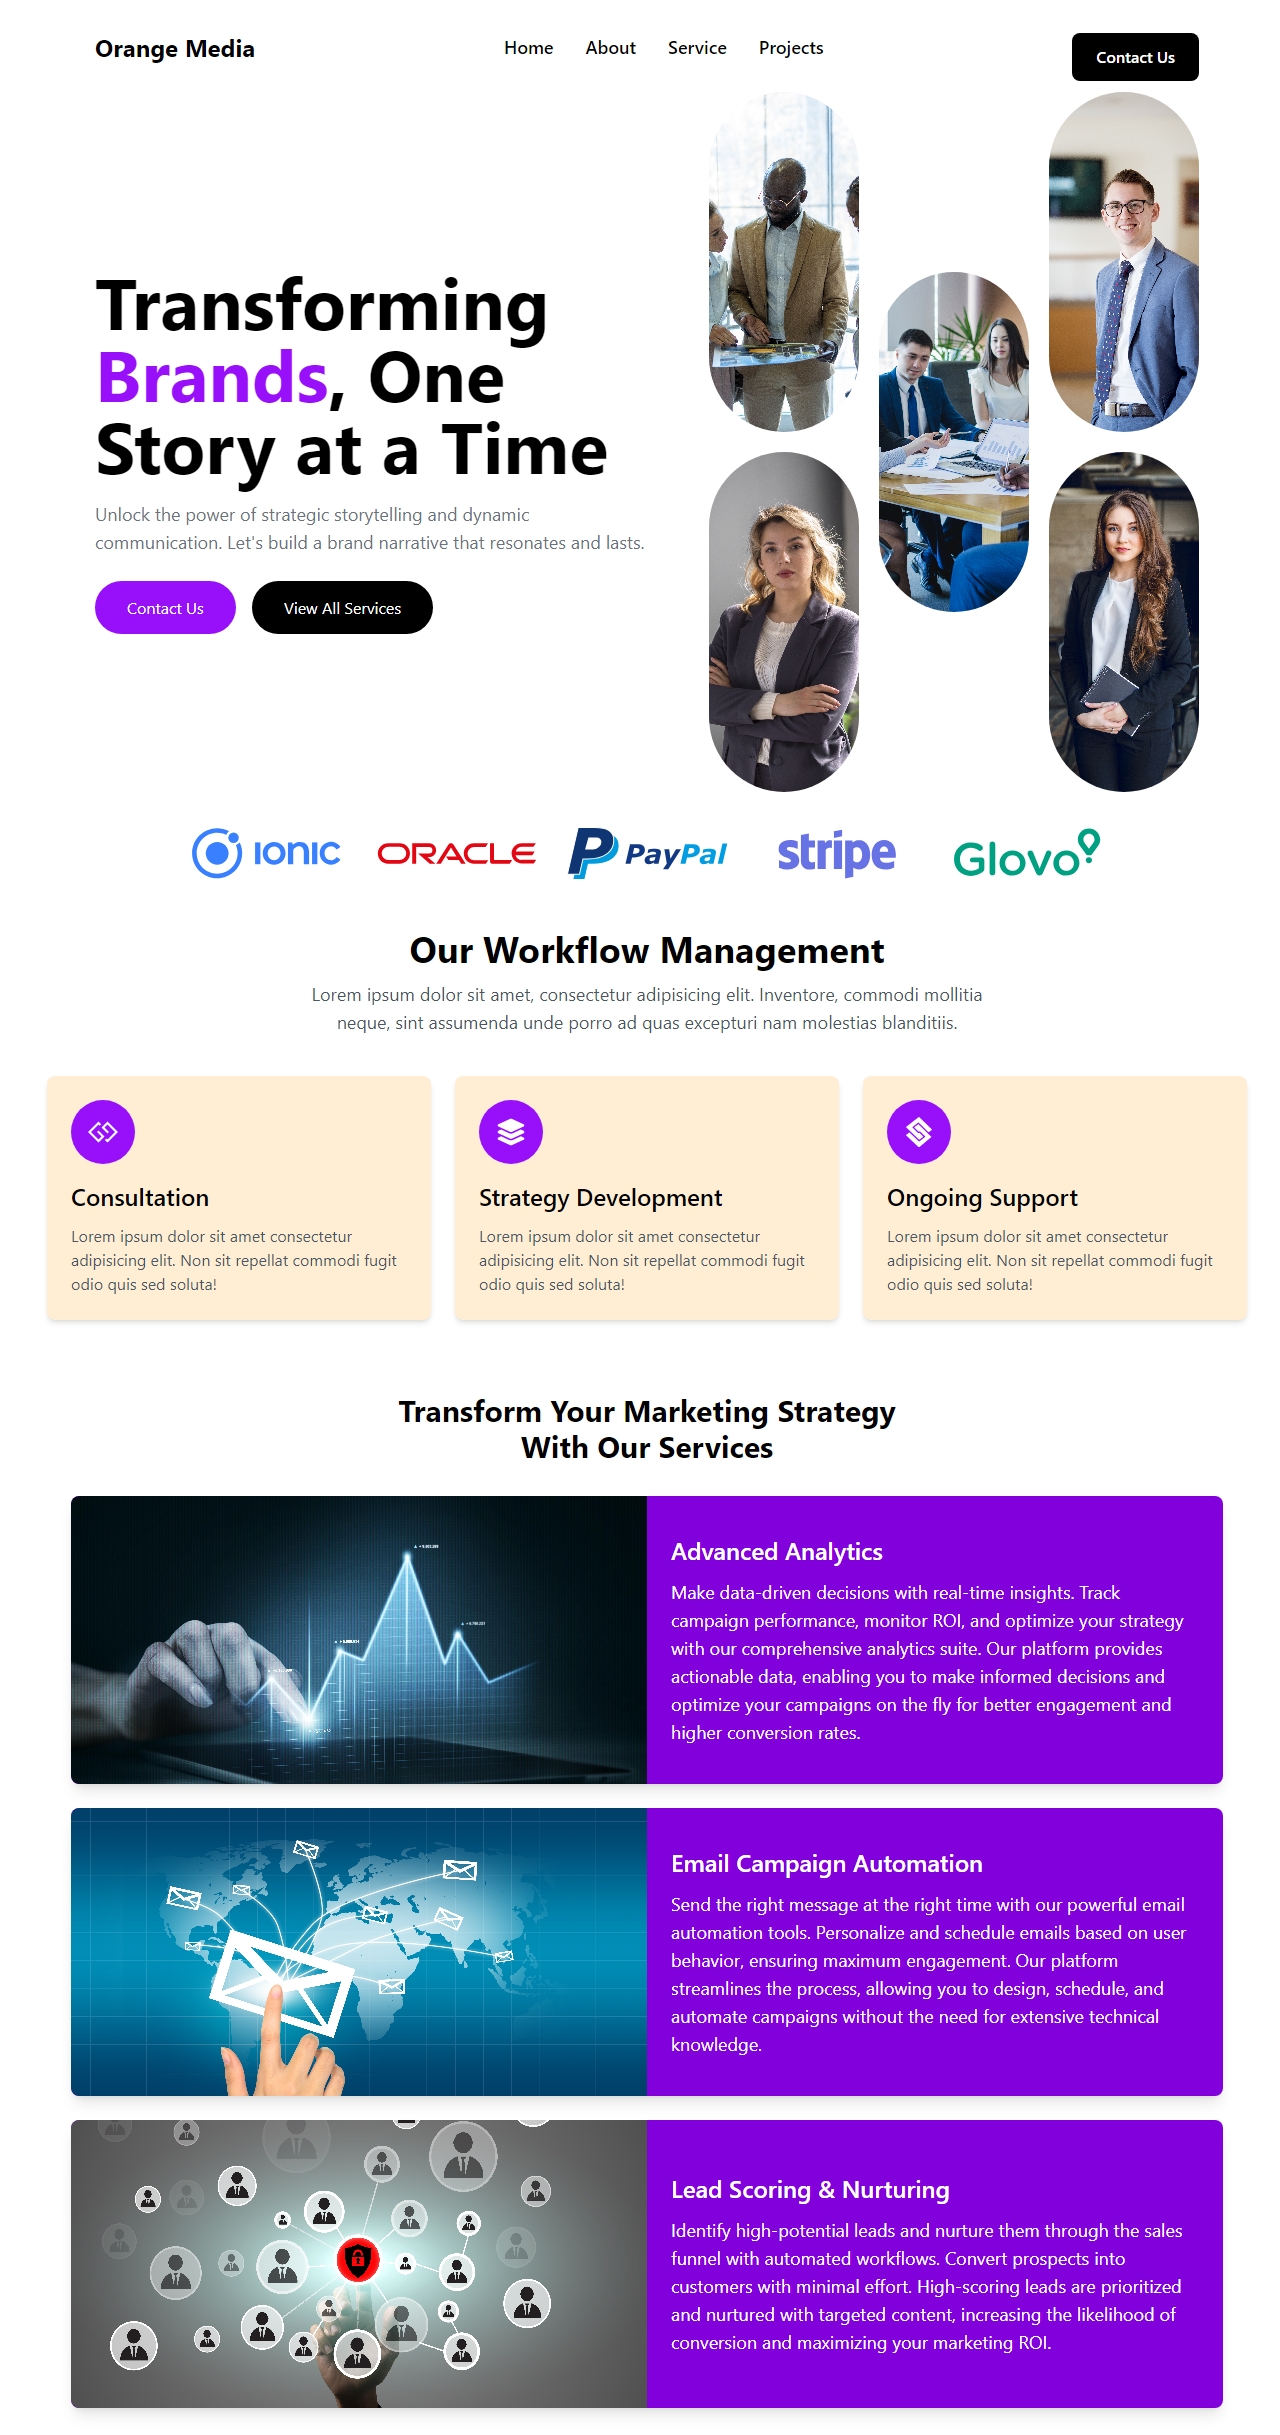 Orange Media
Home About Service Projects
Contact Us
Transforming
Brands, One
Story at a Time
Unlock the power of strategic storytelling and dynamic
communication. Let's build a brand narrative that resonates and lasts.
Contact Us
View All Services
IONIC ORACLE PayPal stripe Glovo
Our Workflow Management
Lorem ipsum dolor sit amet, consectetur adipisicing elit. Inventore, commodi mollitia
neque, sint assumenda unde porro ad quas excepturi nam molestias blanditiis.
Consultation
Lorem ipsum dolor sit amet consectetur
adipisicing elit. Non sit repellat commodi fugit
odio quis sed soluta!
Strategy Development
Lorem ipsum dolor sit amet consectetur
adipisicing elit. Non sit repellat commodi fugit
odio quis sed soluta!
Ongoing Support
Lorem ipsum dolor sit amet consectetur
adipisicing elit. Non sit repellat commodi fugit
odio quis sed soluta!
Transform Your Marketing Strategy
With Our Services
Advanced Analytics
Make data-driven decisions with real-time insights. Track
campaign performance, monitor ROI, and optimize your strategy
with our comprehensive analytics suite. Our platform provides
actionable data, enabling you to make informed decisions and
optimize your campaigns on the fly for better engagement and
higher conversion rates.
Email Campaign Automation
Send the right message at the right time with our powerful email
automation tools. Personalize and schedule emails based on user
behavior, ensuring maximum engagement. Our platform
streamlines the process, allowing you to design, schedule, and
automate campaigns without the need for extensive technical
knowledge.
Lead Scoring & Nurturing
Identify high-potential leads and nurture them through the sales
funnel with automated workflows. Convert prospects into
customers with minimal effort. High-scoring leads are prioritized
and nurtured with targeted content, increasing the likelihood of
conversion and maximizing your marketing ROI.